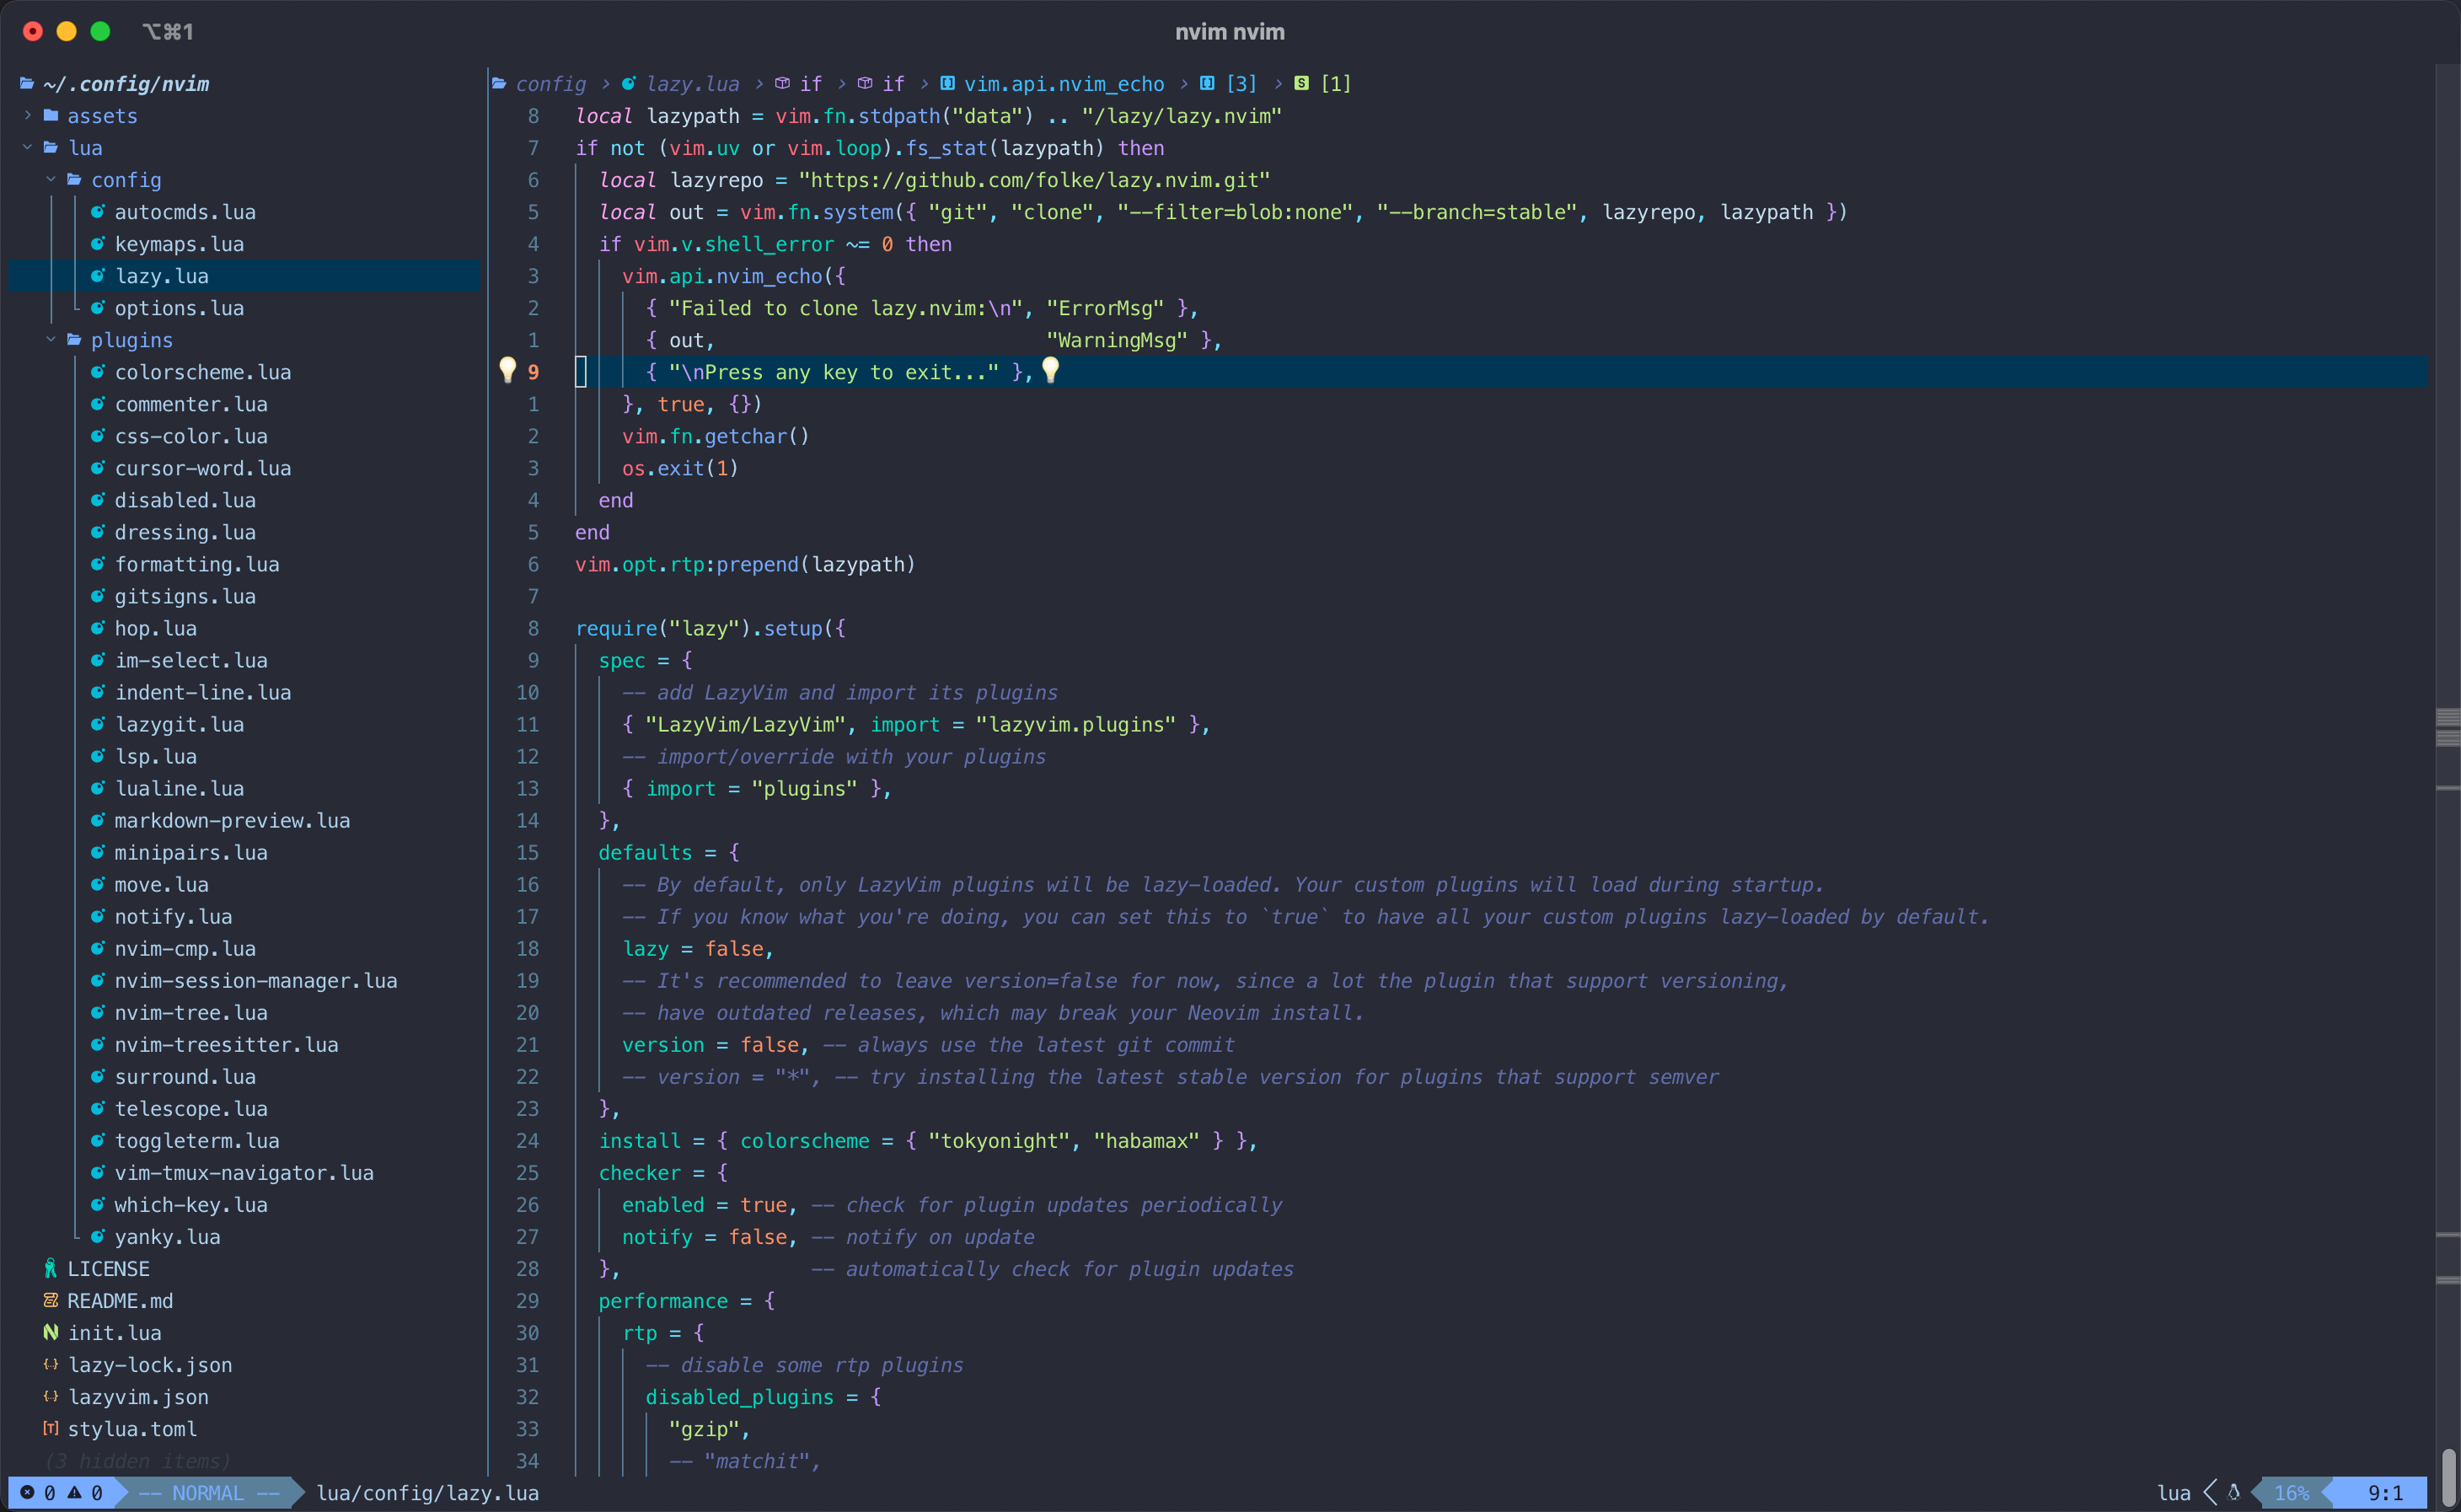 ⌥⌘1
nvim nvim
~/.config/nvim
assets
lua
config
autocmds.lua
keymaps.lua
lazy.lua
options.lua
plugins
colorscheme.lua
commenter.lua
css-color.lua
cursor-word.lua
disabled.lua
dressing.lua
formatting.lua
gitsigns.lua
hop.lua
im-select.lua
indent-line.lua
lazygit.lua
lsp.lua
lualine.lua
markdown-preview.lua
minipairs.lua
move.lua
notify.lua
nvim-cmp.lua
nvim-session-manager.lua
nvim-tree.lua
nvim-treesitter.lua
surround.lua
telescope.lua
toggleterm.lua
vim-tmux-navigator.lua
which-key.lua
yanky.lua
LICENSE
README.md
init.lua
lazy-lock.json
lazyvim.json
stylua.toml
(3 hidden items)
config > lazy.lua > if > if > vim.api.nvim_echo > [3] > [1]
8 local lazypath = vim.fn.stdpath("data") .. "/lazy/lazy.nvim"
7 if not (vim.uv or vim.loop).fs_stat(lazypath) then
6 local lazyrepo = "https://github.com/folke/lazy.nvim.git"
5 local out = vim.fn.system({ "git", "clone", "--filter=blob:none", "--branch=stable", lazyrepo, lazypath })
4 if vim.v.shell_error ~= 0 then
3 vim.api.nvim_echo({
2 { "Failed to clone lazy.nvim:\n", "ErrorMsg" },
1 { out, "WarningMsg" },
9 { "\nPress any key to exit..." },
1 }, true, {})
2 vim.fn.getchar()
3 os.exit(1)
4 end
5 end
6 vim.opt.rtp:prepend(lazypath)
7
8 require("lazy").setup({
9 spec = {
10 -- add LazyVim and import its plugins
11 { "LazyVim/LazyVim", import = "lazyvim.plugins" },
12 -- import/override with your plugins
13 { import = "plugins" },
14 },
15 defaults = {
16 -- By default, only LazyVim plugins will be lazy-loaded. Your custom plugins will load during startup.
17 -- If you know what you're doing, you can set this to `true` to have all your custom plugins lazy-loaded by default.
18 lazy = false,
19 -- It's recommended to leave version=false for now, since a lot the plugin that support versioning,
20 -- have outdated releases, which may break your Neovim install.
21 version = false, -- always use the latest git commit
22 -- version = "*", -- try installing the latest stable version for plugins that support semver
23 },
24 install = { colorscheme = { "tokyonight", "habamax" } },
25 checker = {
26 enabled = true, -- check for plugin updates periodically
27 notify = false, -- notify on update
28 }, -- automatically check for plugin updates
29 performance = {
30 rtp = {
31 -- disable some rtp plugins
32 disabled_plugins = {
33 "gzip",
34 -- "matchit",
0 0 -- NORMAL -- lua/config/lazy.lua lua 16% 9:1